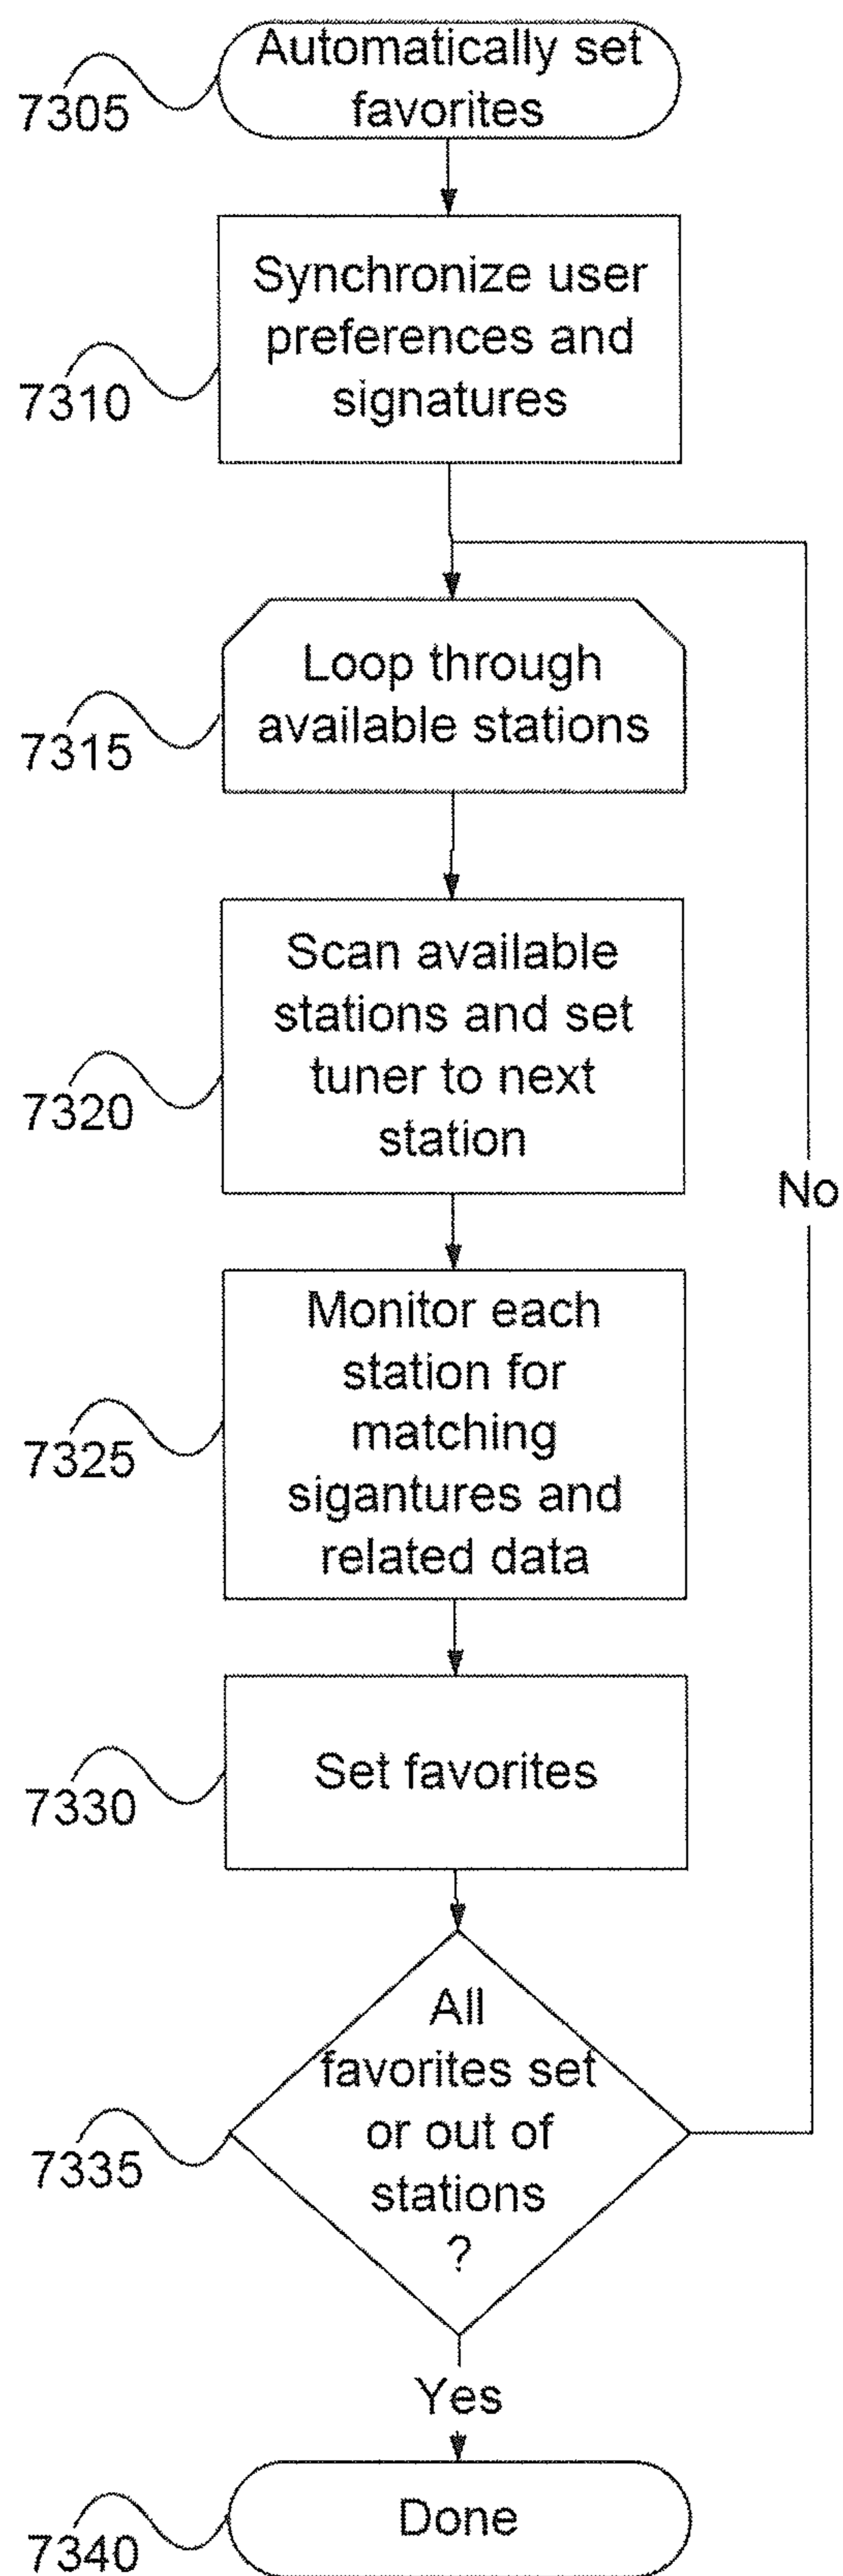 Automatically set
favorites
7305
Synchronize user
preferences and
signatures
7310
Loop through
available stations
7315
Scan available
stations and set
tuner to next
station
7320
No
Monitor each
station for
matching
sigantures and
related data
7325
Set favorites
7330
All
favorites set
or out of
stations
?
7335
Yes
Done
7340